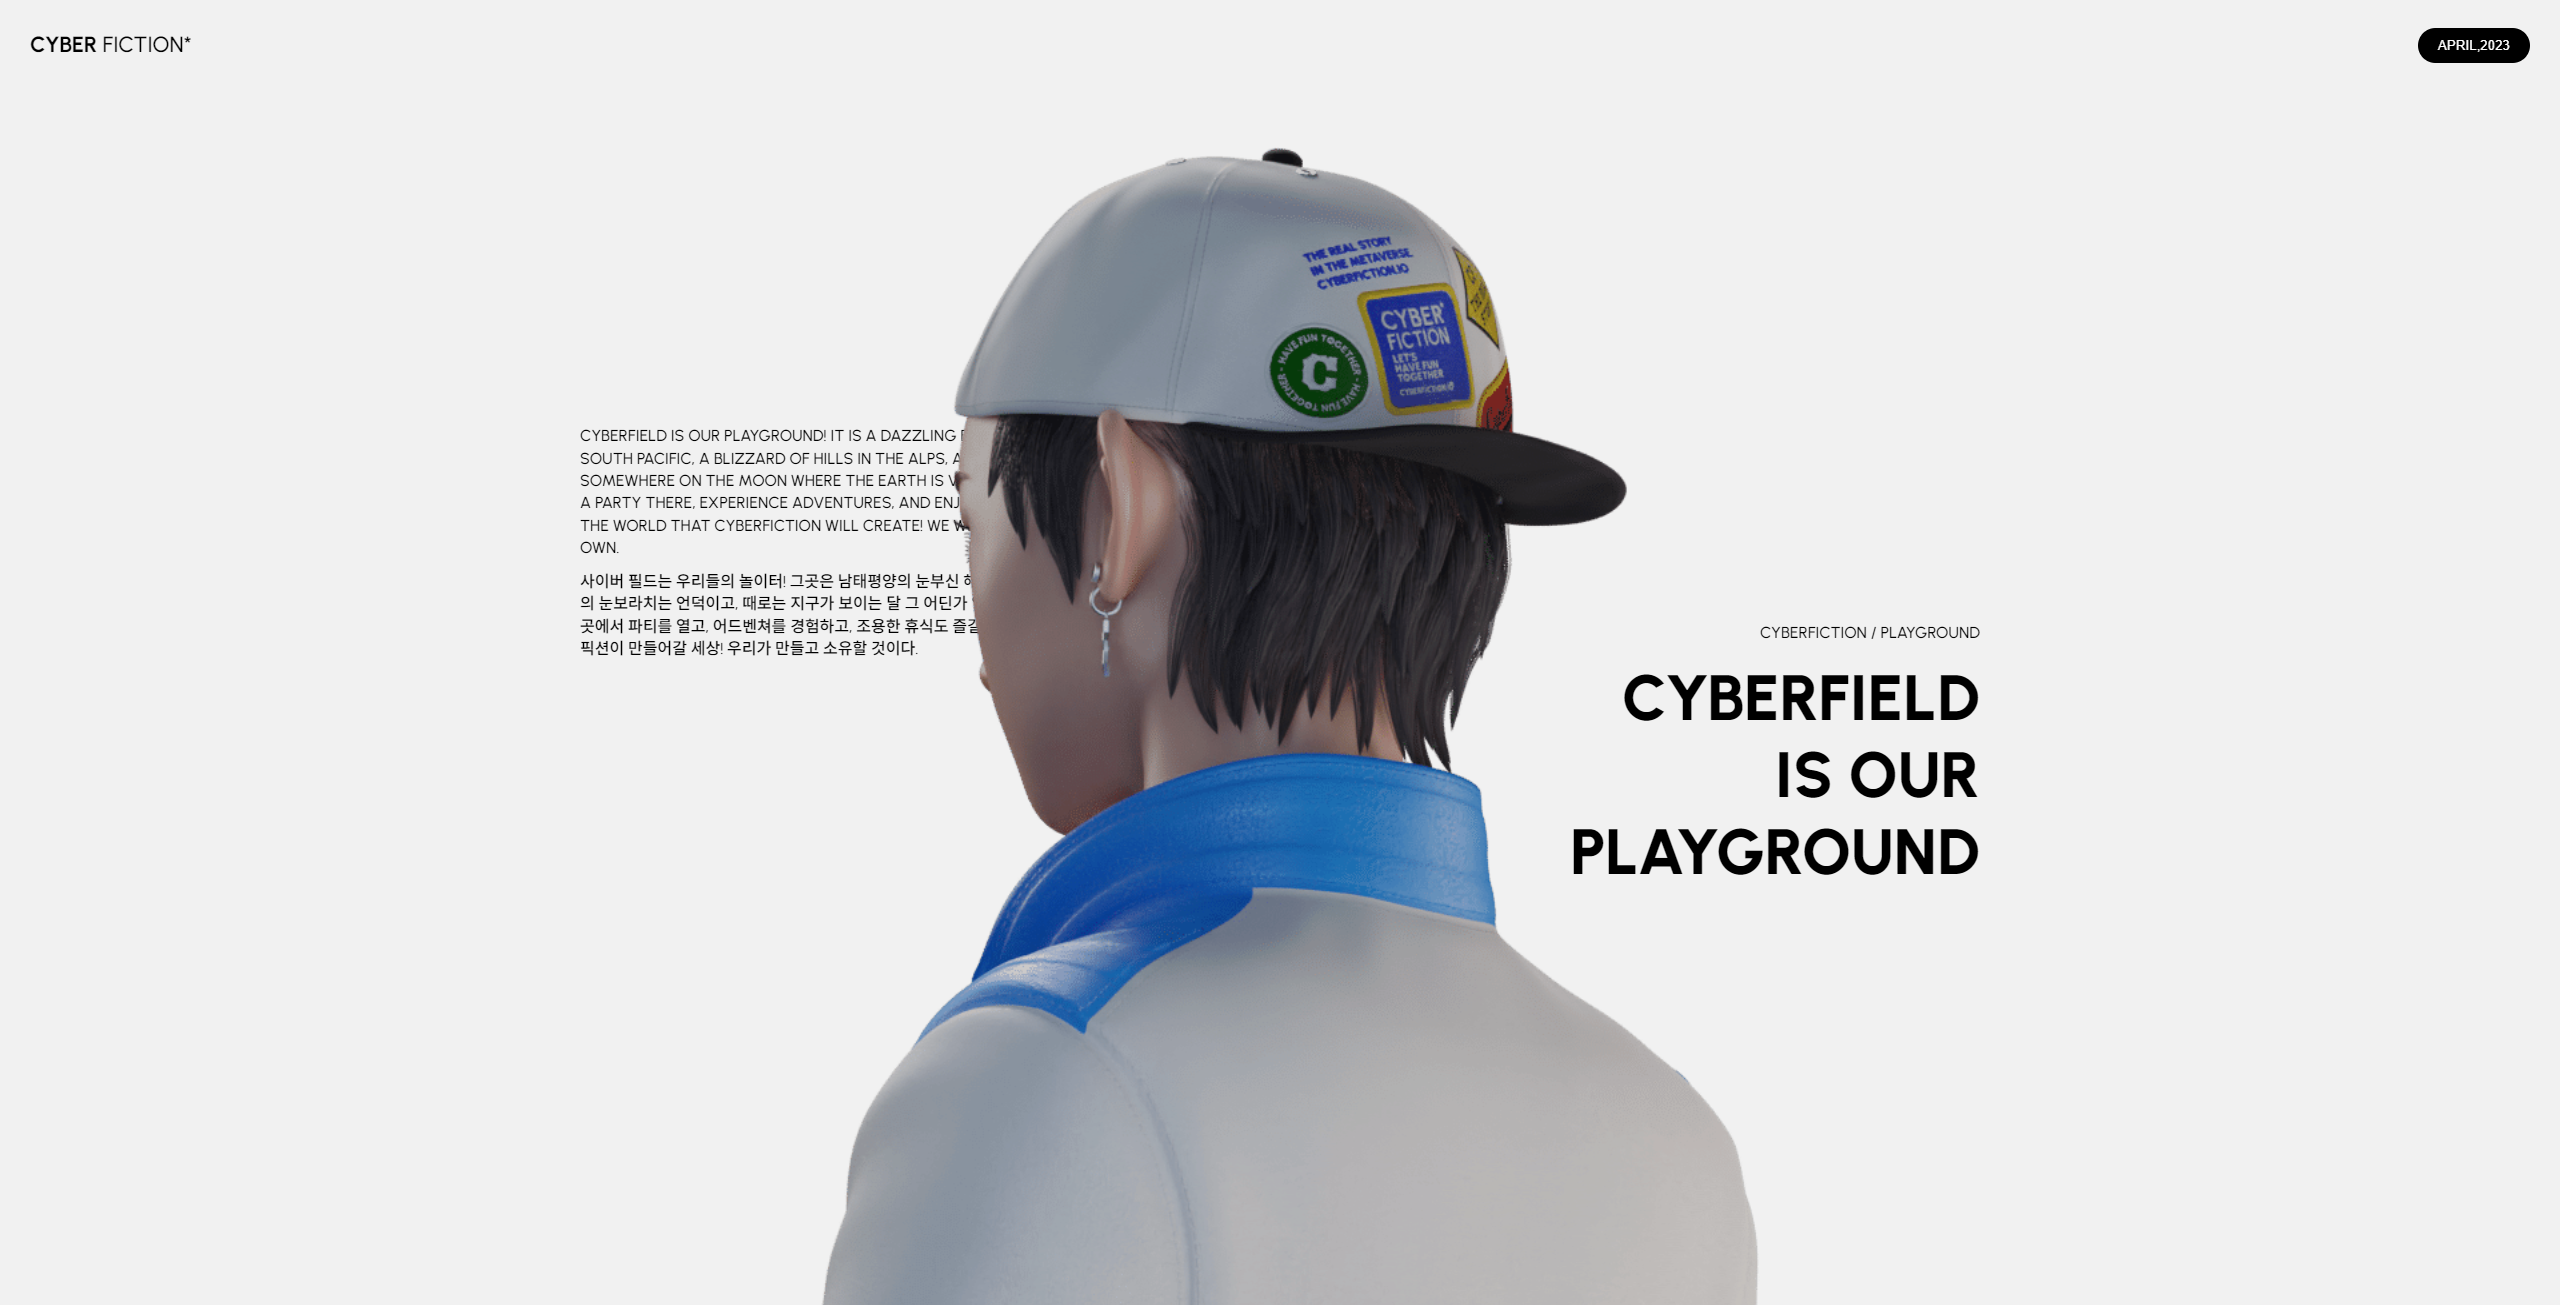 CYBER FICTION*
APRIL,2023
THE REAL STORY
IN THE METAVERSE.
CYBERFICTION.IO
CYBER*
FICTION
LET'S
HAVE FUN
TOGETHER
CYBERFICTION
HAVE FUN TOGETHER - HAVE FUN TOGETHER -
C
CYBERFIELD IS OUR PLAYGROUND! IT IS A DAZZLING
SOUTH PACIFIC, A BLIZZARD OF HILLS IN THE ALPS,
SOMEWHERE ON THE MOON WHERE THE EARTH IS
A PARTY THERE, EXPERIENCE ADVENTURES, AND
THE WORLD THAT CYBERFICTION WILL CREATE! WE
OWN.
사이버 필드는 우리들의 놀이터! 그곳은 남태평양의 눈부신
의 눈보라치는 언덕이고, 때로는 지구가 보이는 달 그 어딘가
곳에서 파티를 열고, 어드벤쳐를 경험하고, 조용한 휴식도
픽션이 만들어갈 세상! 우리가 만들고 소유할 것이다.
CYBERFICTION / PLAYGROUND
CYBERFIELD
IS OUR
PLAYGROUND